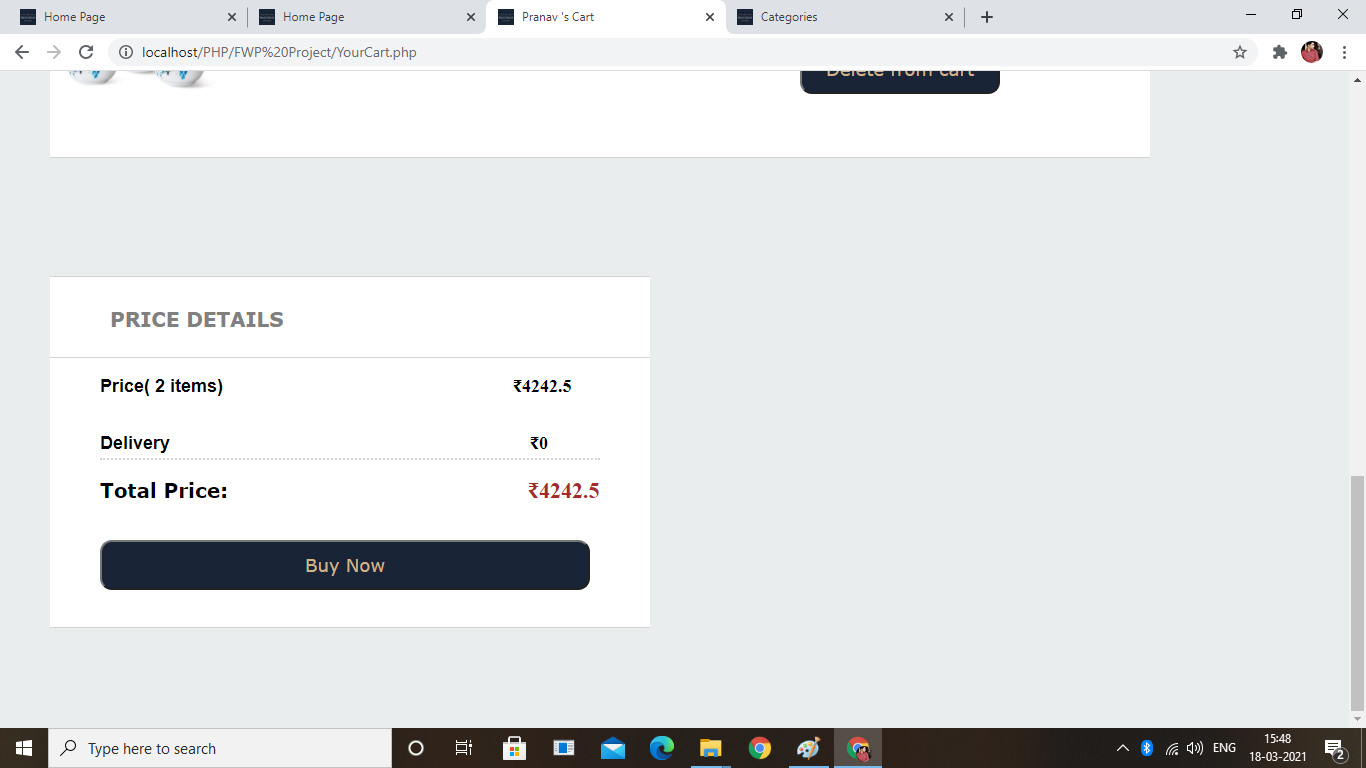 Home Page
Home Page
Pranav 's Cart
Categories
localhost/PHP/FWP%20Project/YourCart.php
Delete from cart
PRICE DETAILS
Price( 2 items) ₹4242.5
Delivery ₹0
Total Price: ₹4242.5
Buy Now
Type here to search
ENG
15:48
18-03-2021
2